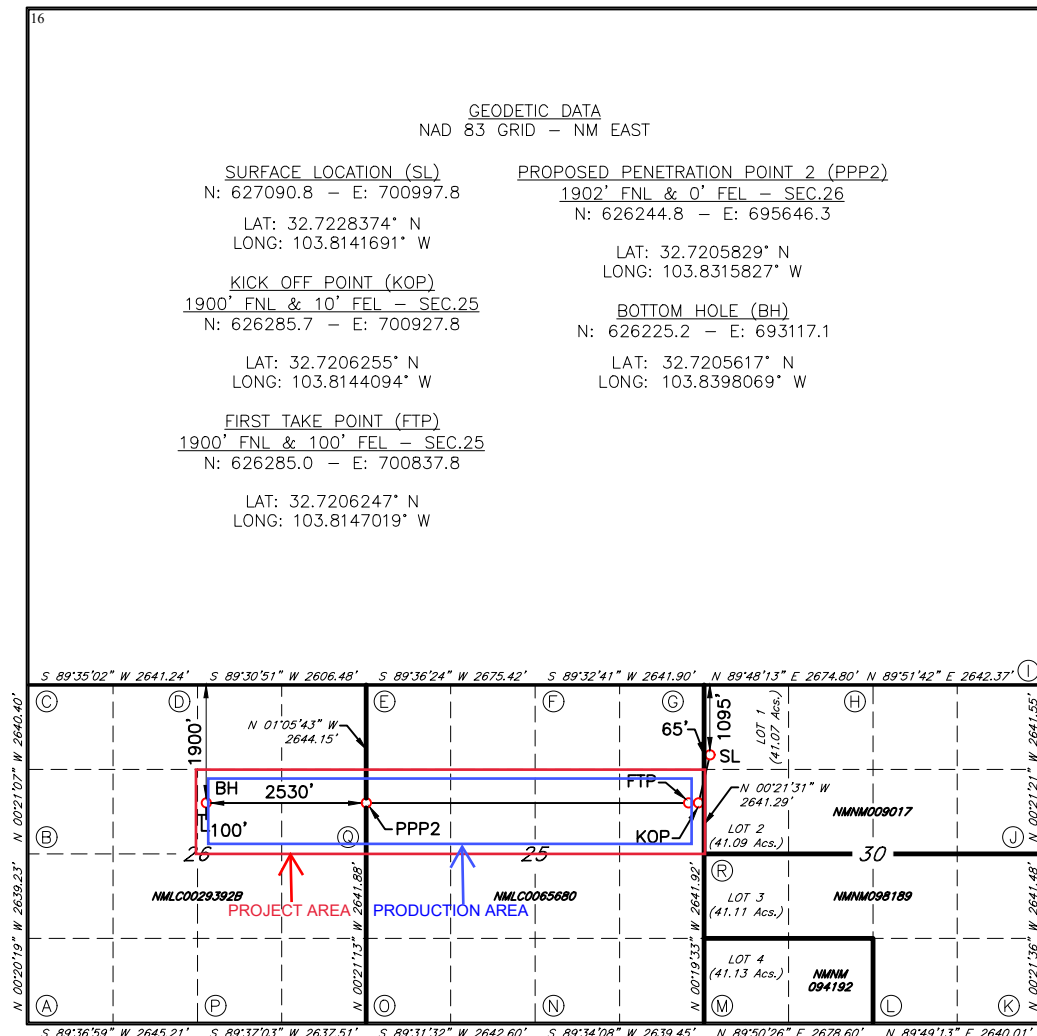 16
GEODETIC DATA
NAD 83 GRID – NM EAST
SURFACE LOCATION (SL)
N: 627090.8 – E: 700997.8
LAT: 32.7228374° N
LONG: 103.8141691° W
KICK OFF POINT (KOP)
1900' FNL & 10' FEL – SEC.25
N: 626285.7 – E: 700927.8
LAT: 32.7206255° N
LONG: 103.8144094° W
FIRST TAKE POINT (FTP)
1900' FNL & 100' FEL – SEC.25
N: 626285.0 – E: 700837.8
LAT: 32.7206247° N
LONG: 103.8147019° W
PROPOSED PENETRATION POINT 2 (PPP2)
1902' FNL & 0' FEL – SEC.26
N: 626244.8 – E: 695646.3
LAT: 32.7205829° N
LONG: 103.8315827° W
BOTTOM HOLE (BH)
N: 626225.2 – E: 693117.1
LAT: 32.7205617° N
LONG: 103.8398069° W
S 89°35'02" W 2641.24'
S 89°30'51" W 2606.48'
S 89°36'24" W 2675.42'
S 89°32'41" W 2641.90'
N 89°48'13" E 2674.80'
N 89°51'42" E 2642.37'
I
C
D
E
F
G
H
N 00°21'07" W 2640.40'
1900'
N 01°05'43" W
2644.15'
65'
1095'
LOT 1
(41.07 Acs.)
SL
N 00°21'21" W 2641.55'
BH
2530'
FTP
N 00°21'31" W
2641.29'
NMNM009017
100'
PPP2
KOP
LOT 2
(41.09 Acs.)
B
Q
J
26
25
30
R
NMLC0029392B
NMLC0065680
LOT 3
(41.11 Acs.)
NMNM098189
PROJECT AREA
PRODUCTION AREA
N 00°20'19" W 2639.23'
N 00°21'13" W 2641.88'
N 00°19'33" W 2641.92'
N 00°21'36" W 2641.48'
LOT 4
(41.13 Acs.)
NMNM
094192
A
P
O
N
M
L
K
S 89°36'59" W 2645.21'
S 89°37'03" W 2637.51'
S 89°31'32" W 2642.60'
S 89°34'08" W 2639.45'
N 89°50'26" E 2678.60'
N 89°49'13" E 2640.01'